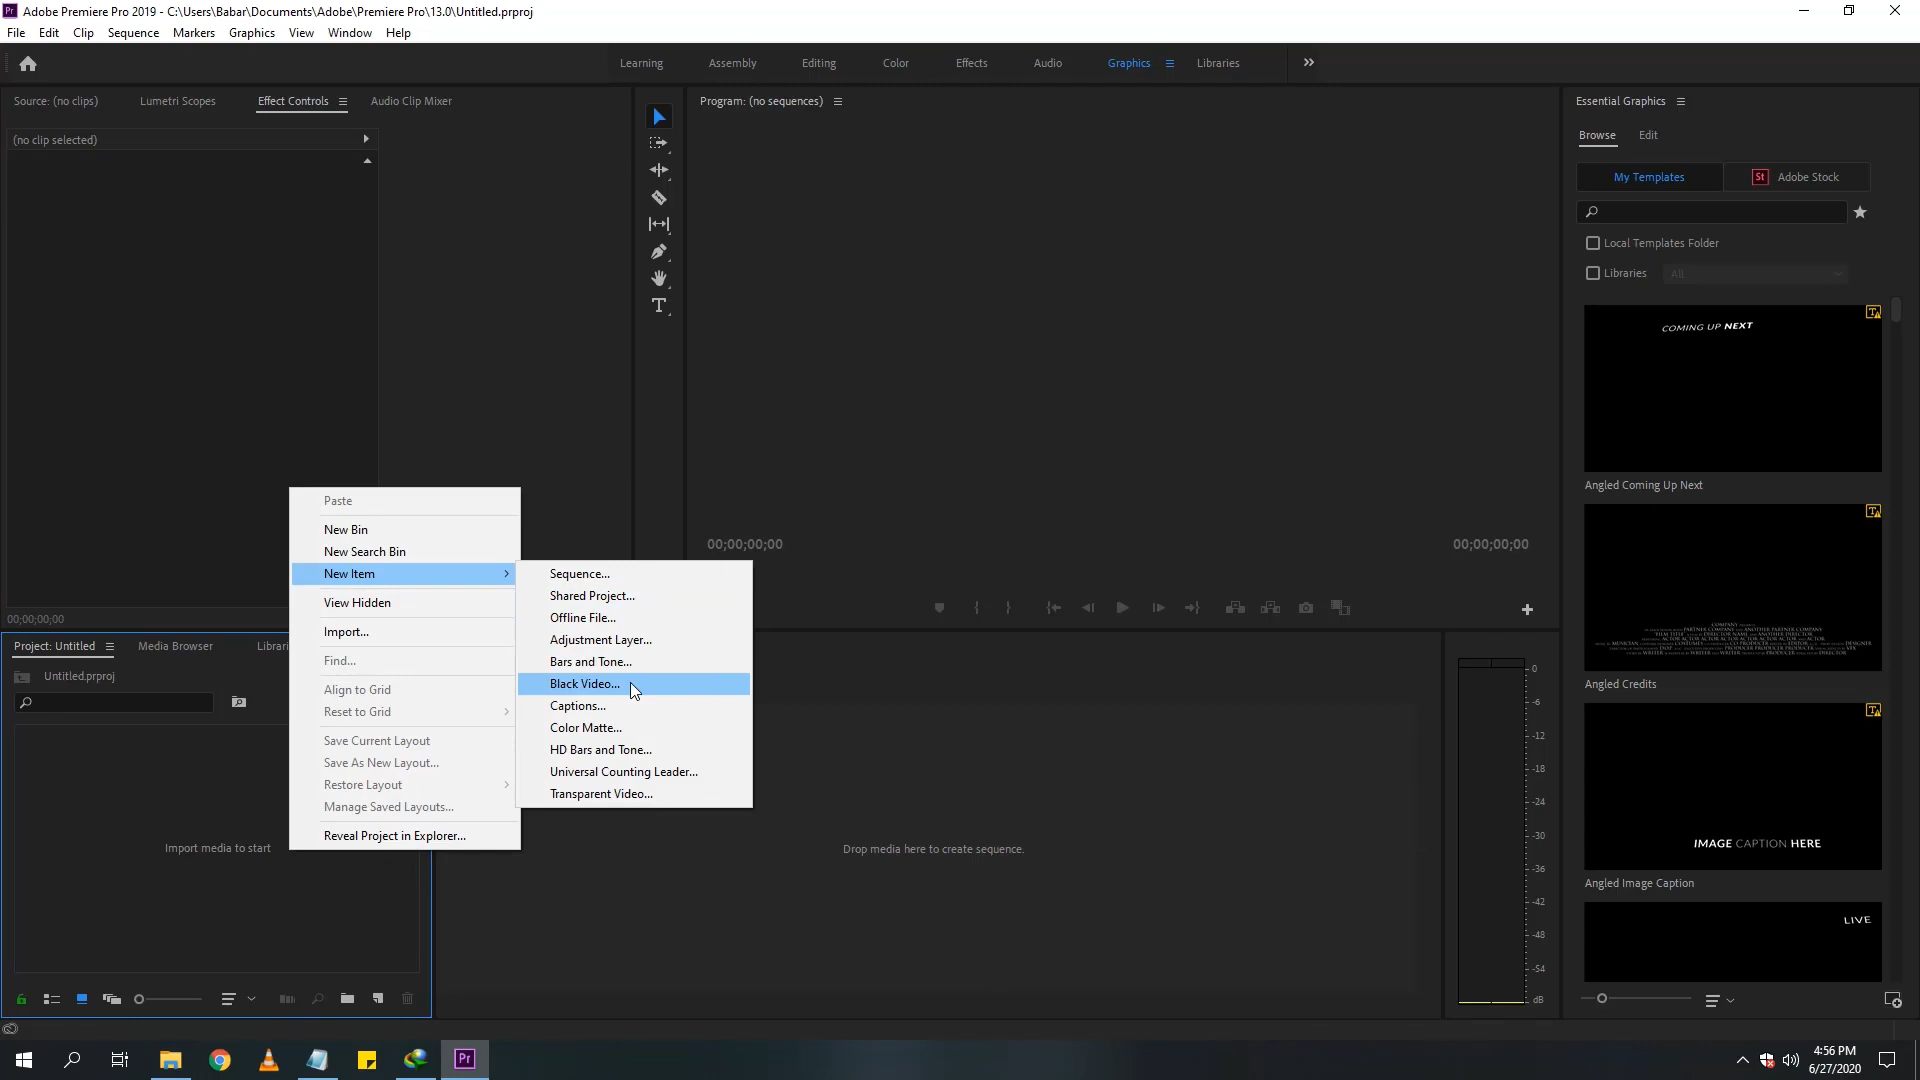 Pr Adobe Premiere Pro 2019 - C:\Users\Babar\Documents\Adobe\Premiere Pro\13.0\Untitled.prproj
File Edit Clip Sequence Markers Graphics View Window Help
Learning Assembly Editing Color Effects Audio Graphics Libraries
Source: (no clips) Lumetri Scopes Effect Controls Audio Clip Mixer
(no clip selected)
00;00;00;00
Program: (no sequences)
00;00;00;00 00;00;00;00
Essential Graphics
Browse Edit
My Templates St Adobe Stock
Local Templates Folder
Libraries All
COMING UP NEXT
Angled Coming Up Next
Angled Credits
IMAGE CAPTION HERE
Angled Image Caption
LIVE
Paste
New Bin
New Search Bin
New Item
View Hidden
Import...
Find...
Align to Grid
Reset to Grid
Save Current Layout
Save As New Layout...
Restore Layout
Manage Saved Layouts...
Reveal Project in Explorer...
Sequence...
Shared Project...
Offline File...
Adjustment Layer...
Bars and Tone...
Black Video...
Captions...
Color Matte...
HD Bars and Tone...
Universal Counting Leader...
Transparent Video...
Project: Untitled Media Browser Librari
Untitled.prproj
Import media to start
Drop media here to create sequence.
0
-6
-12
-18
-24
-30
-36
-42
-48
-54
dB
Pr
4:56 PM
6/27/2020